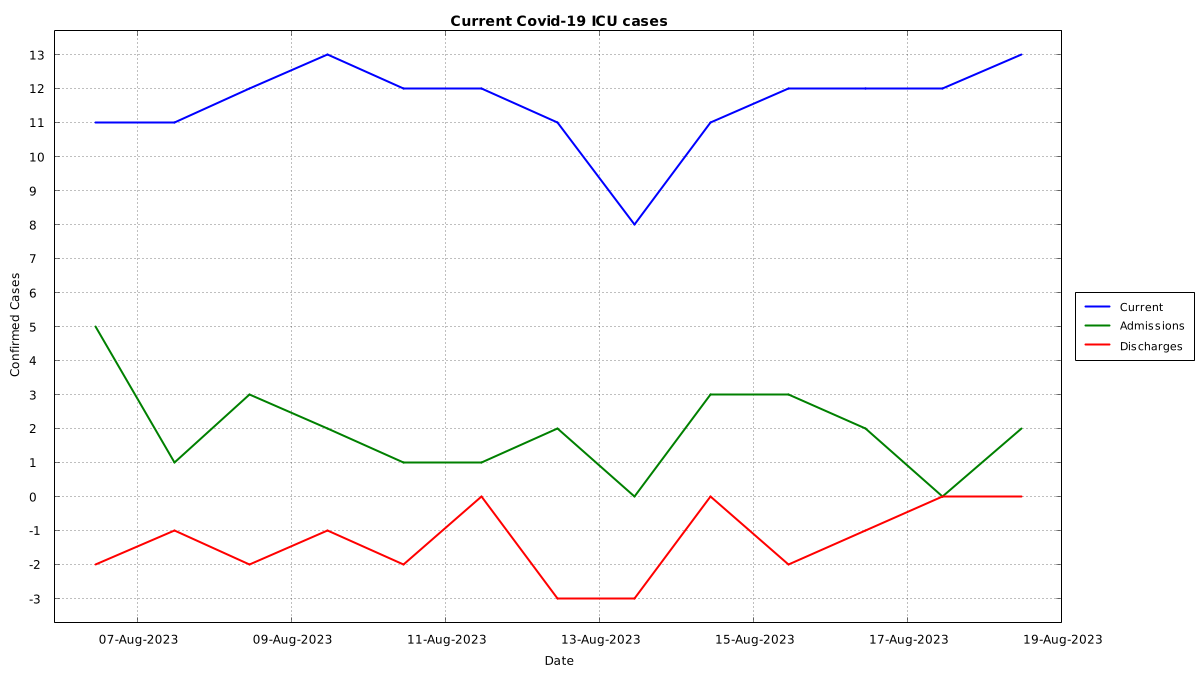 Current Covid-19 ICU cases
13
12
11
10
9
8
7
6
5
4
3
2
1
0
-1
-2
-3
Confirmed Cases
07-Aug-2023
09-Aug-2023
11-Aug-2023
13-Aug-2023
15-Aug-2023
17-Aug-2023
19-Aug-2023
Date
Current
Admissions
Discharges